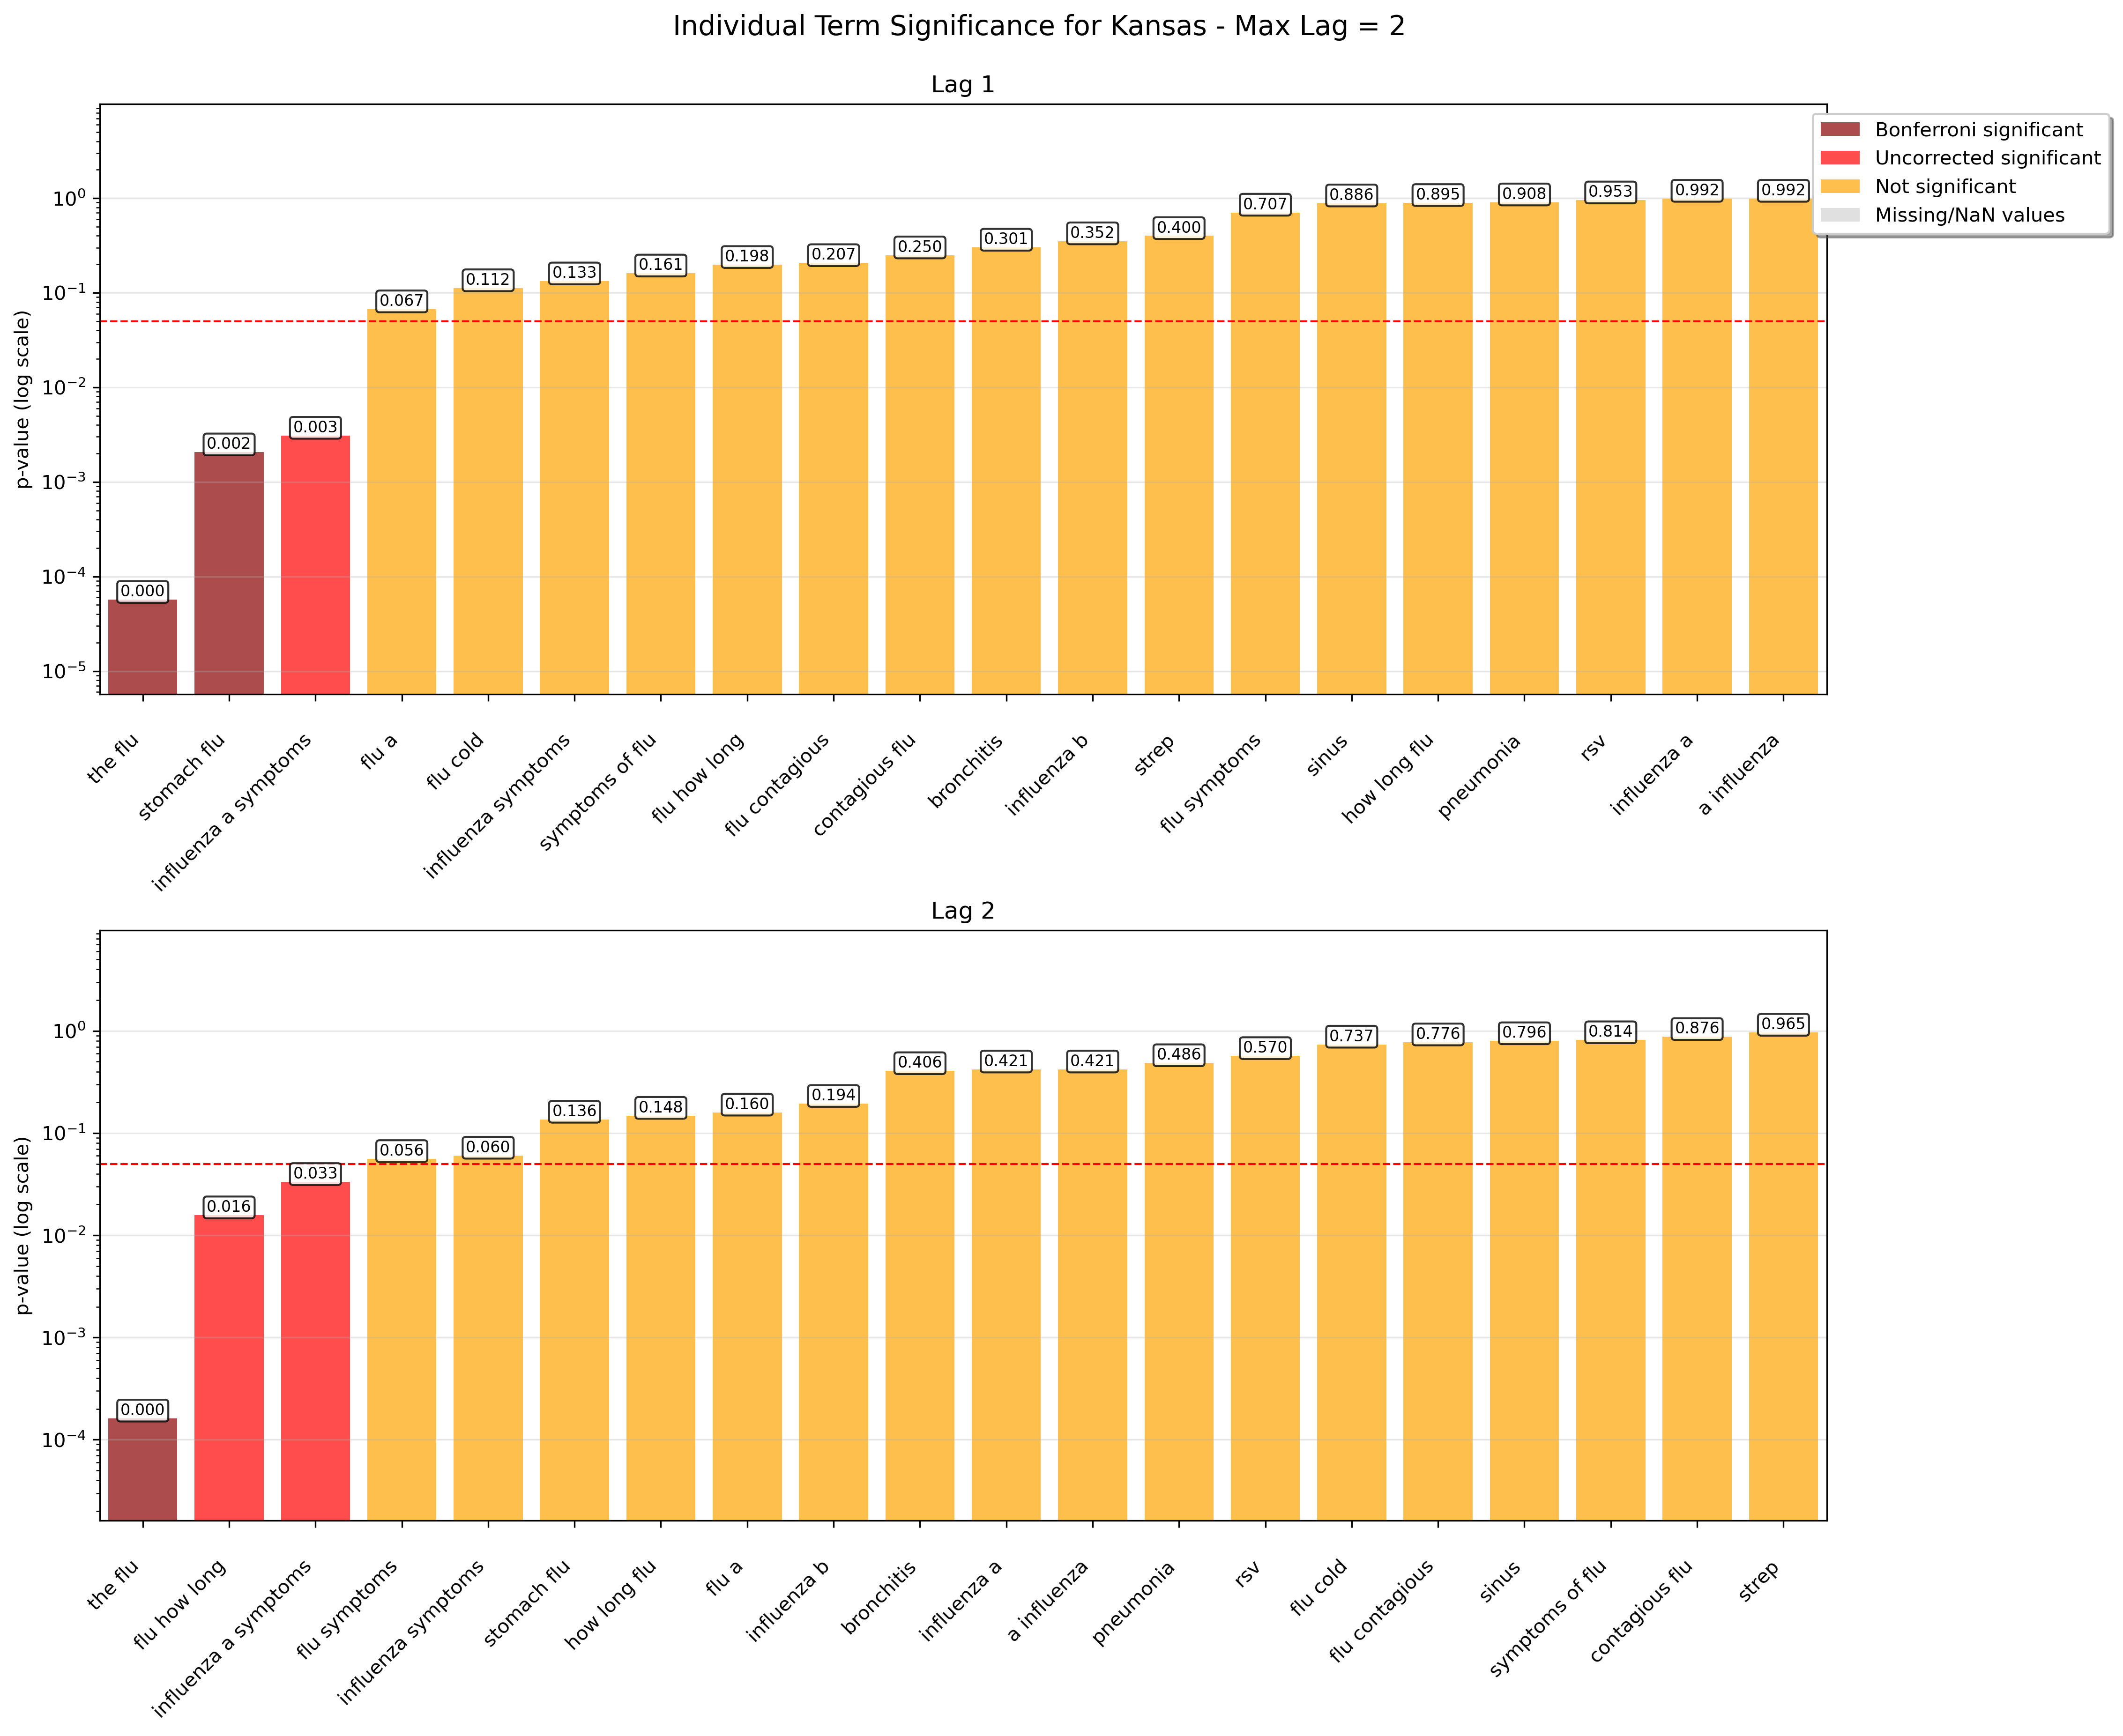 Individual Term Significance for Kansas - Max Lag = 2
Lag 1
Bonferroni significant
Uncorrected significant
Not significant
Missing/NaN values
p-value (log scale)
10⁰
10⁻¹
10⁻²
10⁻³
10⁻⁴
10⁻⁵
0.000 0.002 0.003 0.067 0.112 0.133 0.161 0.198 0.207 0.250 0.301 0.352 0.400 0.707 0.886 0.895 0.908 0.953 0.992 0.992
the flu
stomach flu
influenza a symptoms
flu a
flu cold
influenza symptoms
symptoms of flu
flu how long
flu contagious
contagious flu
bronchitis
influenza b
strep
flu symptoms
sinus
how long flu
pneumonia
rsv
influenza a
a influenza
Lag 2
p-value (log scale)
10⁰
10⁻¹
10⁻²
10⁻³
10⁻⁴
0.000 0.016 0.033 0.056 0.060 0.136 0.148 0.160 0.194 0.406 0.421 0.421 0.486 0.570 0.737 0.776 0.796 0.814 0.876 0.965
the flu
flu how long
influenza a symptoms
flu symptoms
influenza symptoms
stomach flu
how long flu
flu a
influenza b
bronchitis
influenza a
a influenza
pneumonia
rsv
flu cold
flu contagious
sinus
symptoms of flu
contagious flu
strep